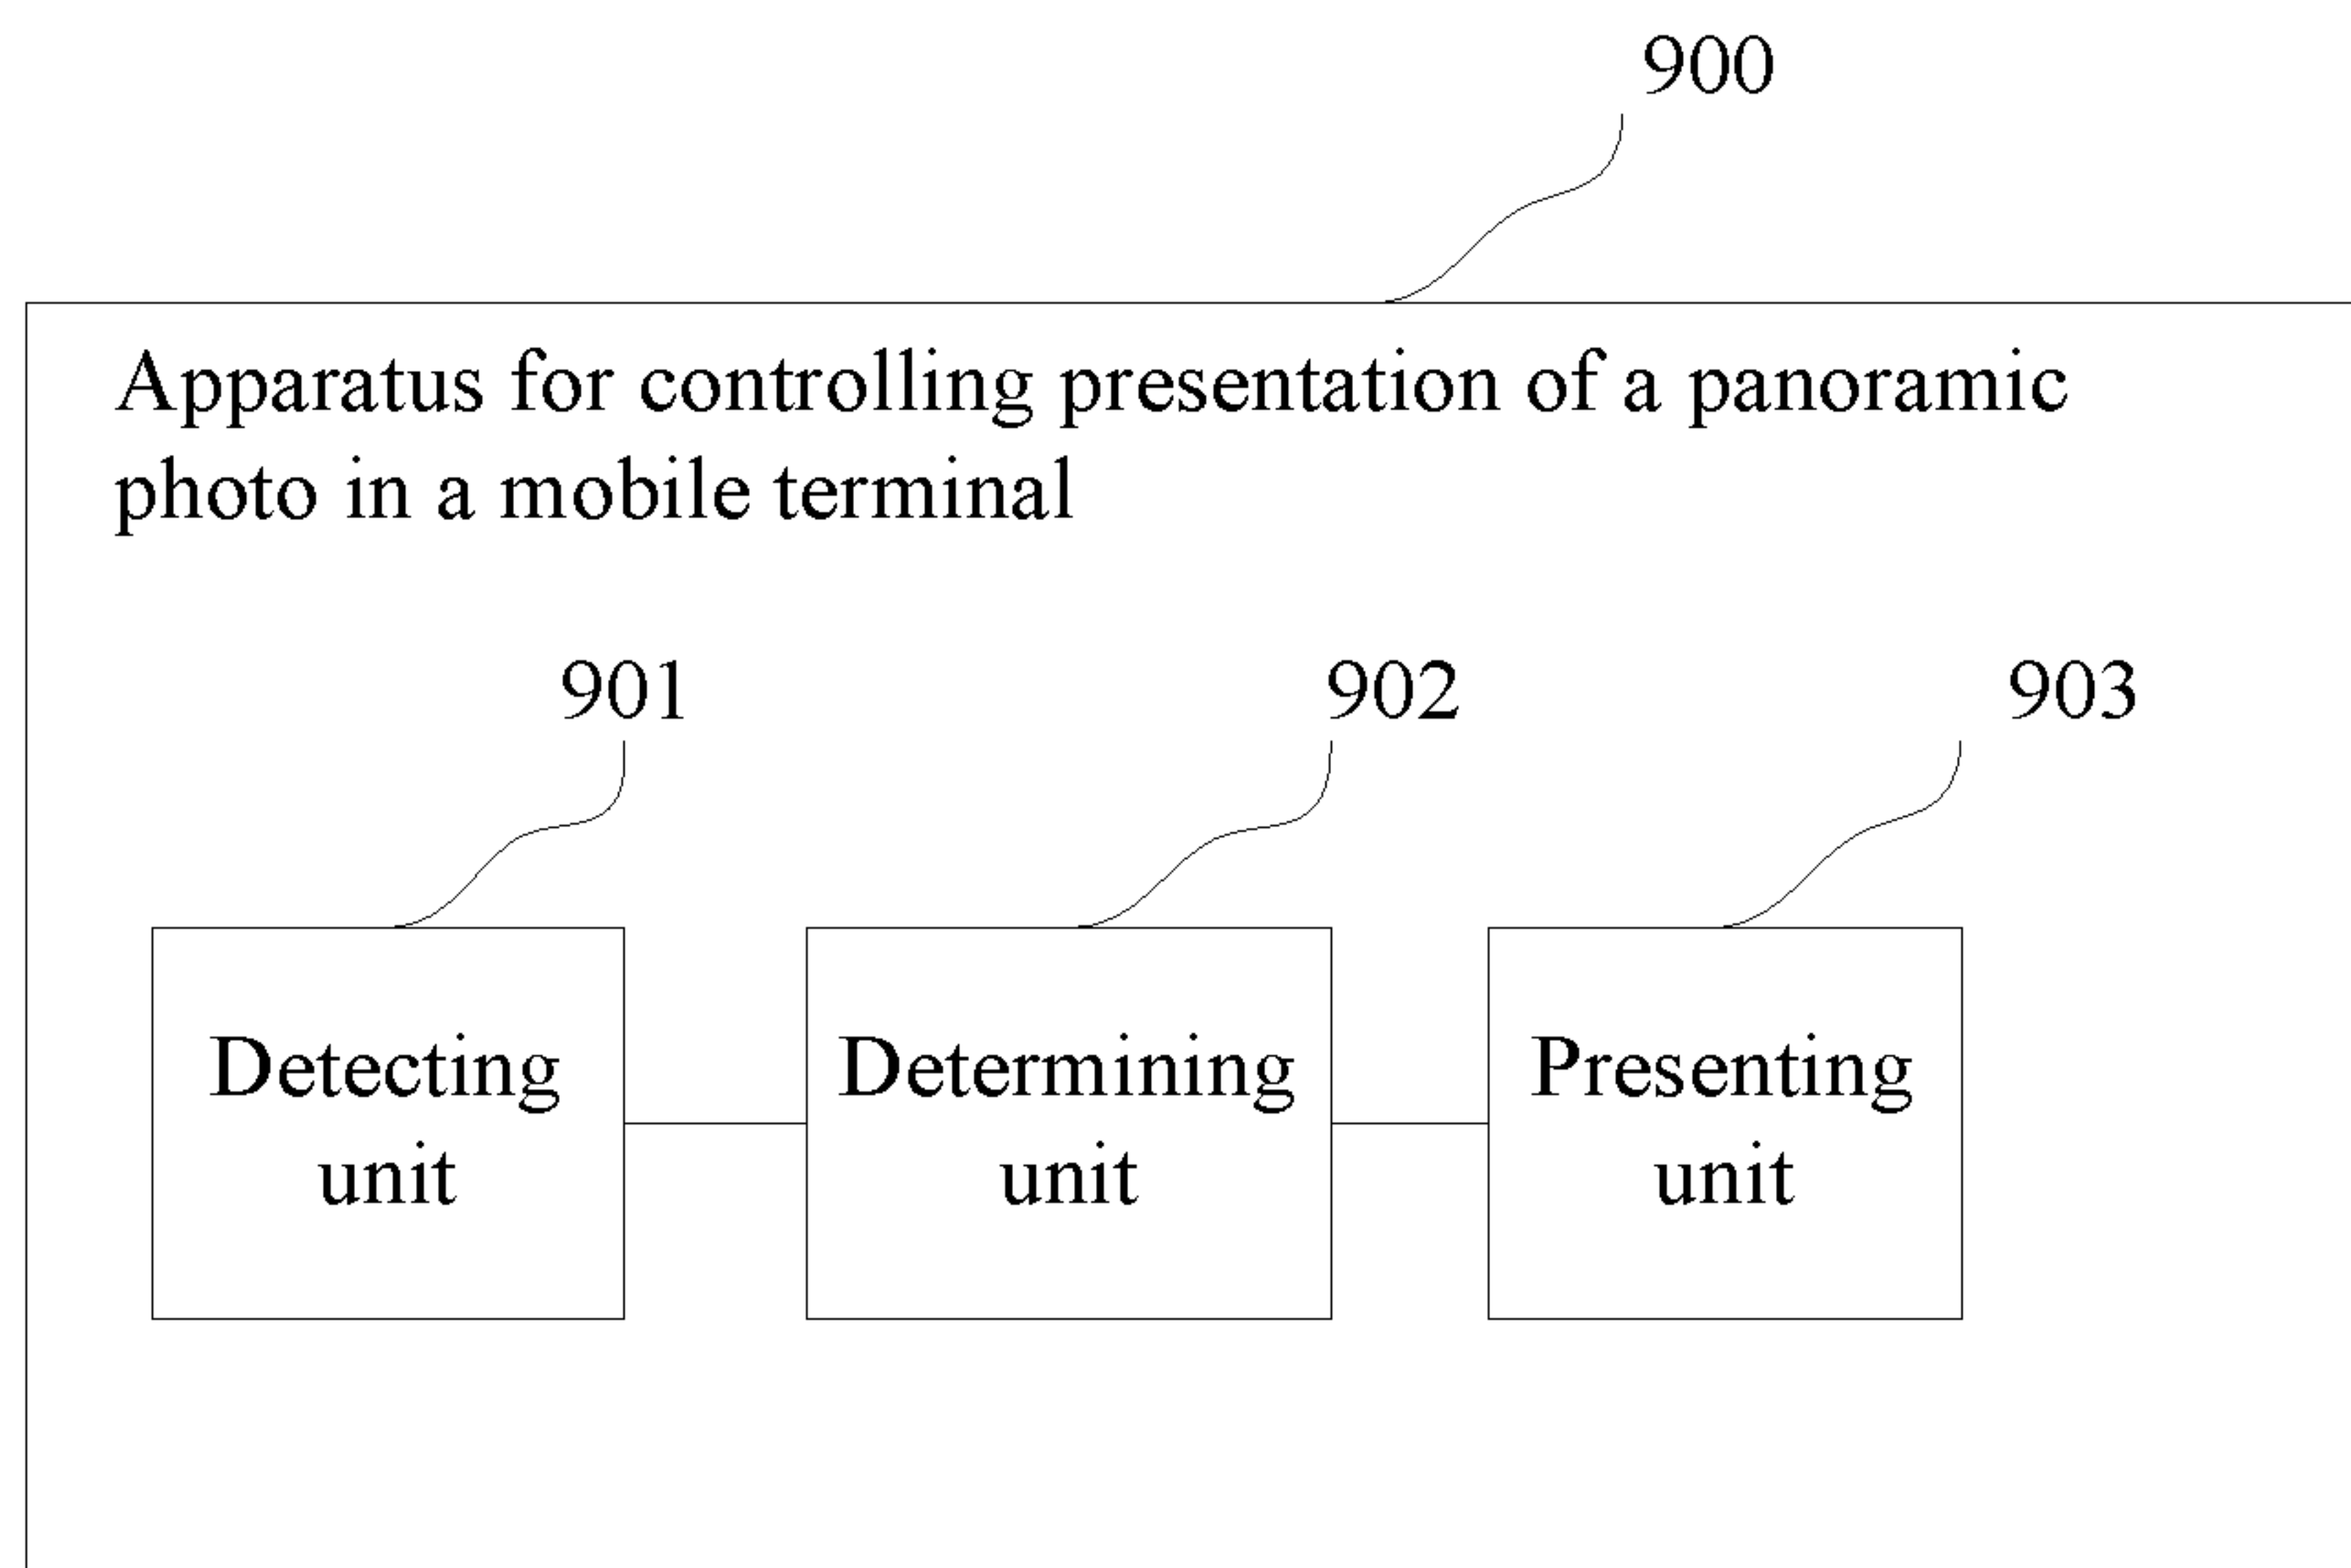 900
Apparatus for controlling presentation of a panoramic
photo in a mobile terminal
901 902 903
Detecting Determining Presenting
unit unit unit